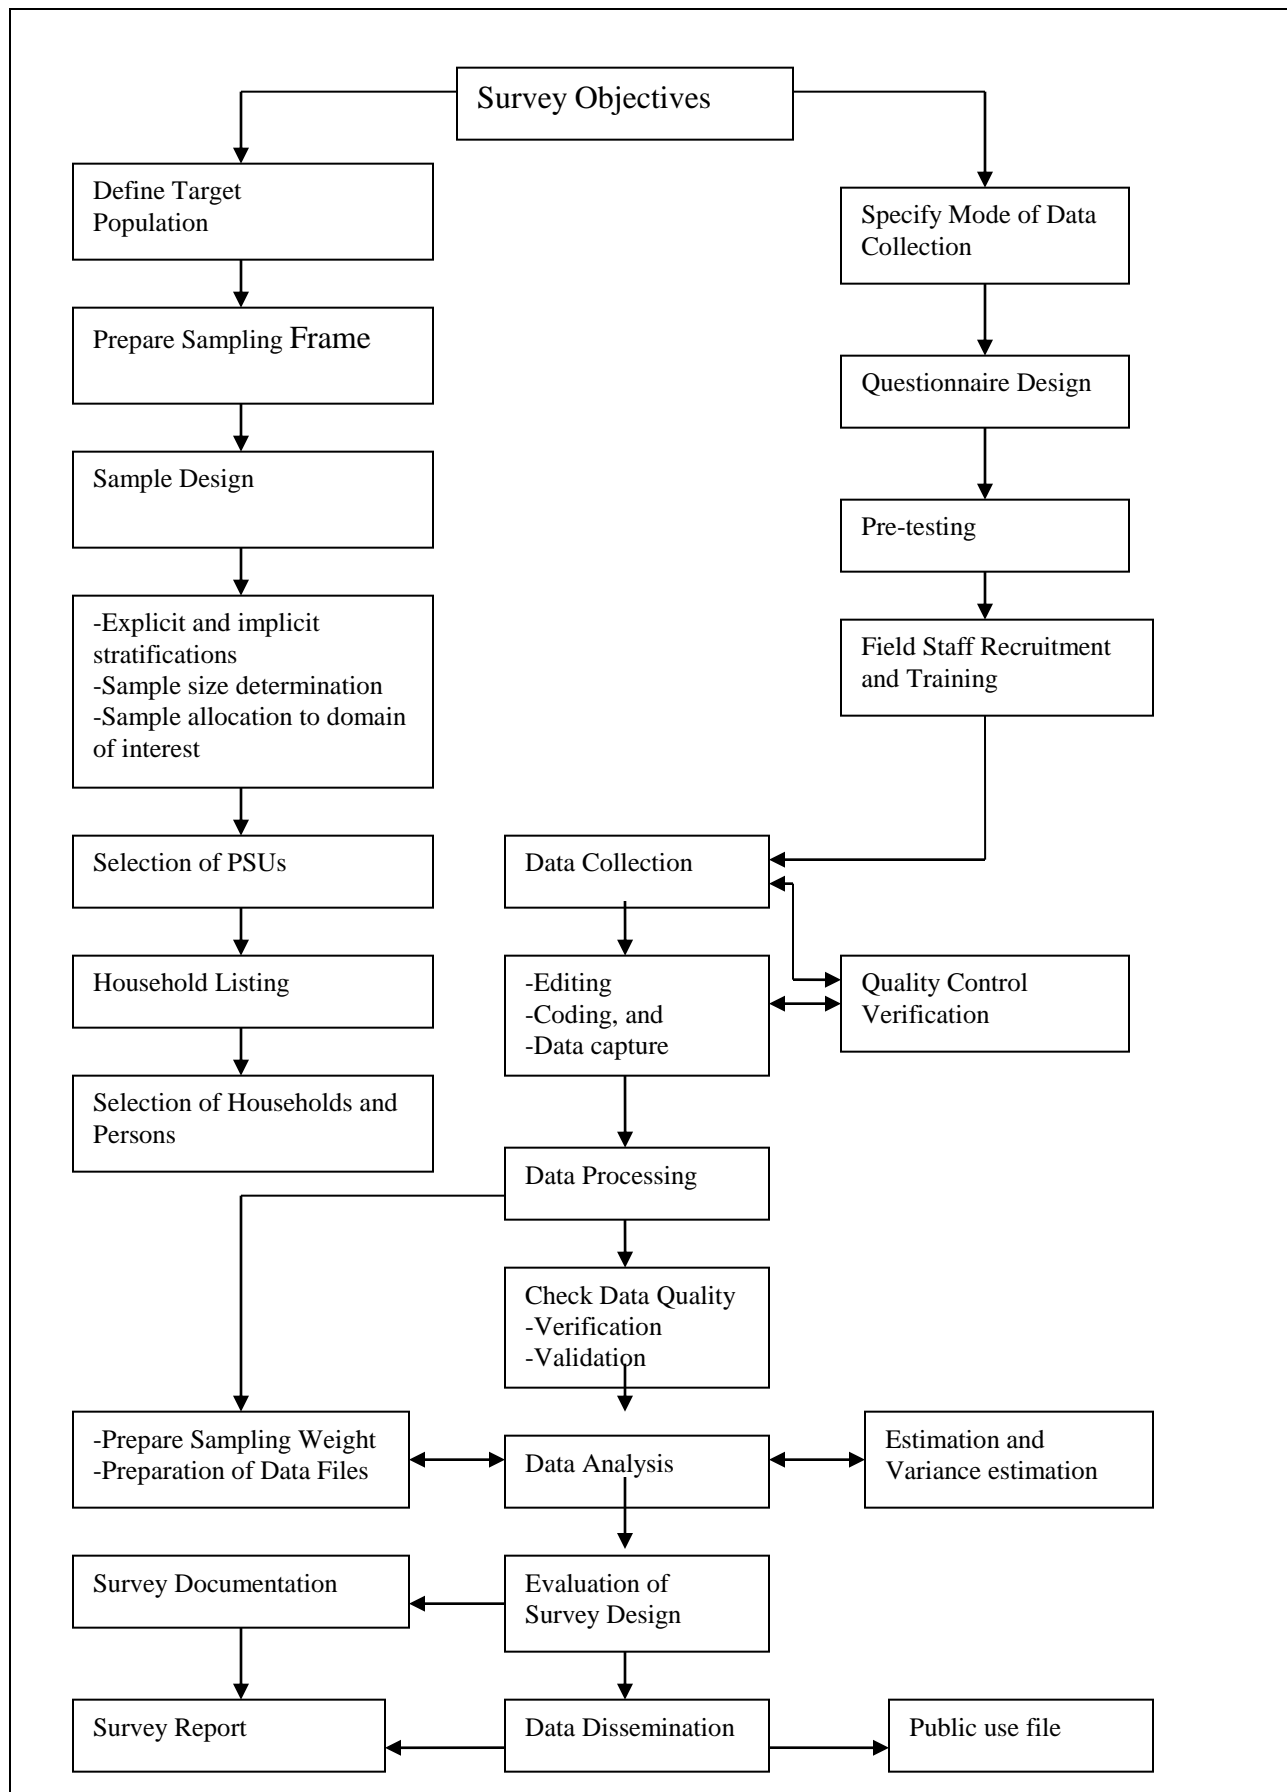 Survey Objectives
Define Target
Population
Specify Mode of Data
Collection
Prepare Sampling Frame
Questionnaire Design
Sample Design
Pre-testing
-Explicit and implicit
stratifications
-Sample size determination
-Sample allocation to domain
of interest
Field Staff Recruitment
and Training
Selection of PSUs
Data Collection
Household Listing
-Editing
-Coding, and
-Data capture
Quality Control
Verification
Selection of Households and
Persons
Data Processing
Check Data Quality
-Verification
-Validation
-Prepare Sampling Weight
-Preparation of Data Files
Data Analysis
Estimation and
Variance estimation
Survey Documentation
Evaluation of
Survey Design
Survey Report
Data Dissemination
Public use file